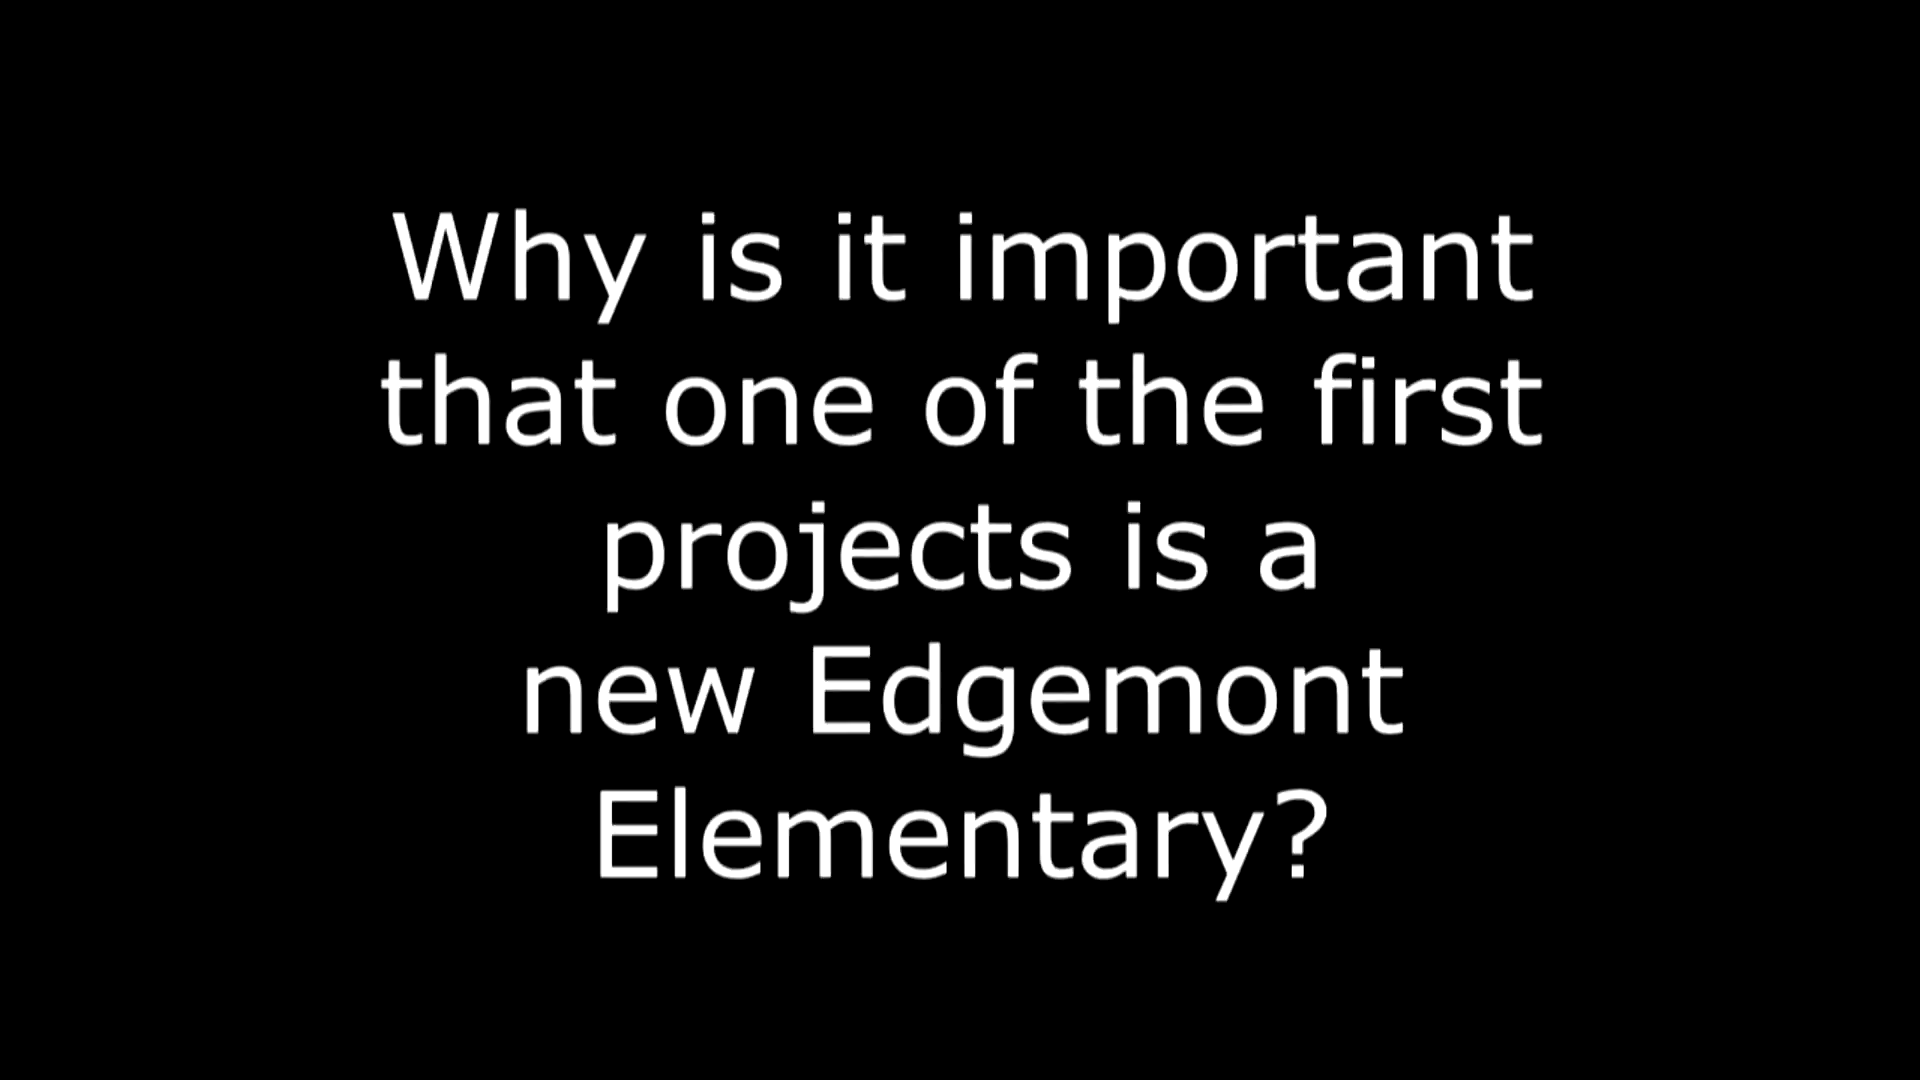 Why is it important
that one of the first
projects is a
new Edgemont
Elementary?